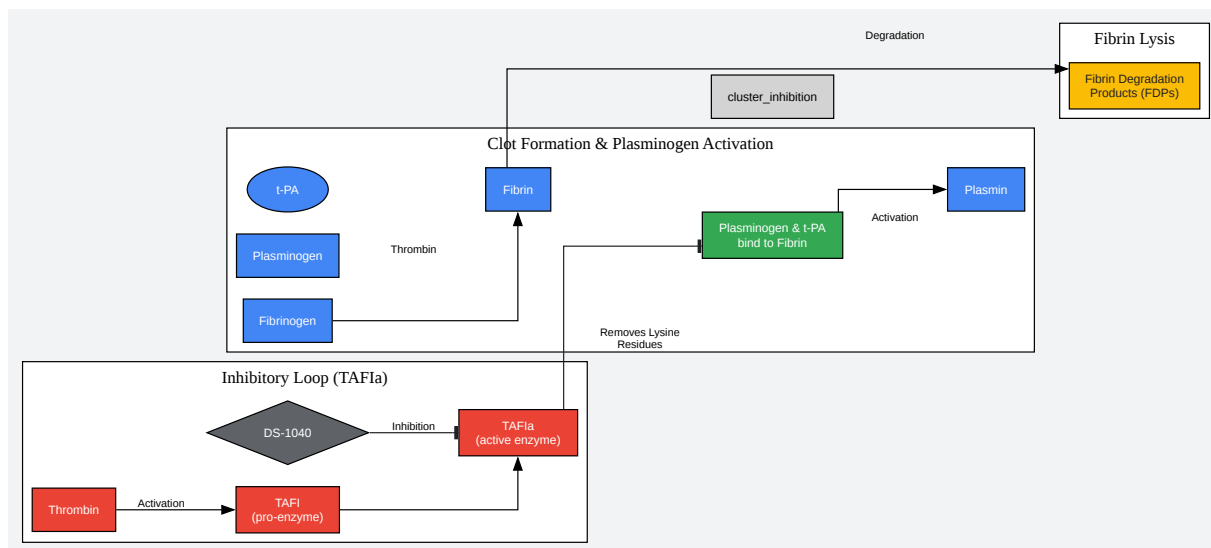 Degradation
Fibrin Lysis
Fibrin Degradation
Products (FDPs)
cluster_inhibition
Clot Formation & Plasminogen Activation
t-PA
Fibrin
Plasmin
Plasminogen & t-PA
bind to Fibrin
Activation
Plasminogen
Thrombin
Fibrinogen
Removes Lysine
Residues
Inhibitory Loop (TAFIa)
DS-1040
Inhibition
TAFIa
(active enzyme)
Thrombin
Activation
TAFI
(pro-enzyme)